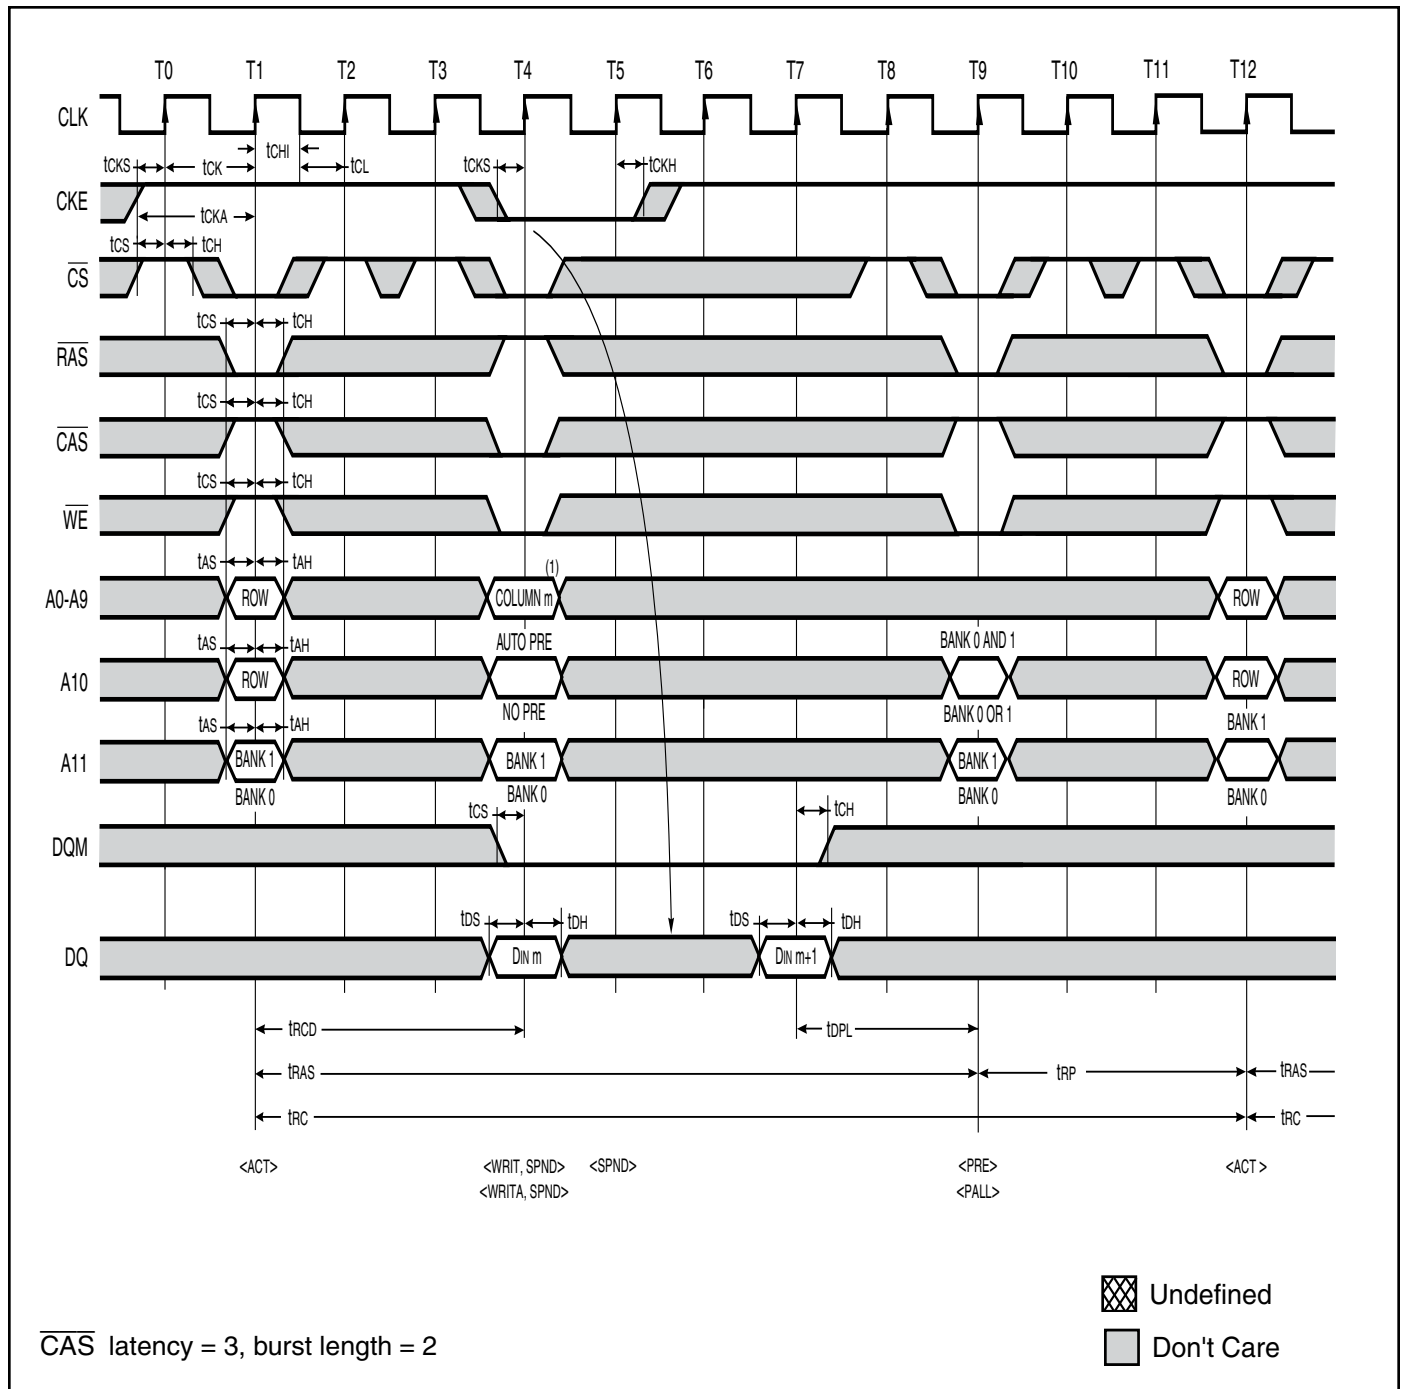 T0 T1 T2 T3 T4 T5 T6 T7 T8 T9 T10 T11 T12
CLK
tCHI
tCKS tCK tCL tCKS tCKH
CKE
tCKA
tCS tCH
CS
tCS tCH
RAS
tCS tCH
CAS
tCS tCH
WE
tAS tAH (1)
A0-A9 ROW COLUMN m ROW
tAS tAH AUTO PRE BANK 0 AND 1
A10 ROW ROW
NO PRE BANK 0 OR 1 BANK 1
tAS tAH
A11 BANK 1 BANK 1 BANK 1
BANK 0 BANK 0 BANK 0 BANK 0
tCS tCH
DQM
tDS tDH tDS tDH
DQ DIN m DIN m+1
tRCD tDPL
tRAS tRP tRAS
tRC tRC
<ACT> <WRIT, SPND> <SPND> <PRE> <ACT >
<WRITA, SPND> <PALL>
Undefined
CAS latency = 3, burst length = 2 Don't Care